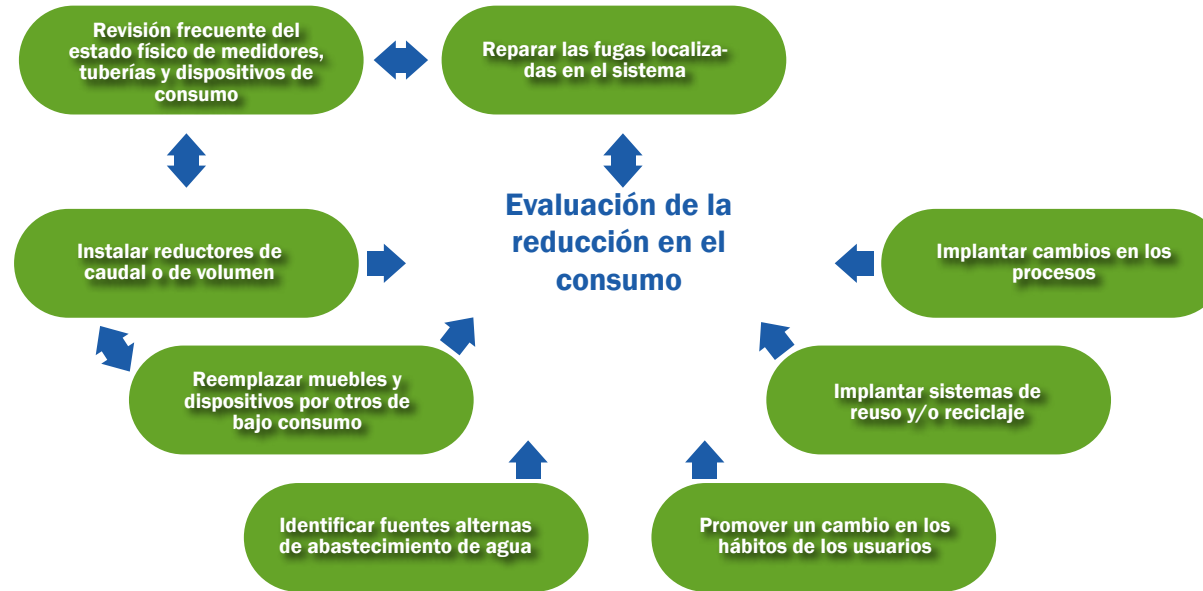 Revisión frecuente del
estado físico de medidores,
tuberías y dispositivos de
consumo
Reparar las fugas localiza-
das en el sistema
Evaluación de la
reducción en el
consumo
Instalar reductores de
caudal o de volumen
Implantar cambios en los
procesos
Reemplazar muebles y
dispositivos por otros de
bajo consumo
Implantar sistemas de
reuso y/o reciclaje
Identificar fuentes alternas
de abastecimiento de agua
Promover un cambio en los
hábitos de los usuarios